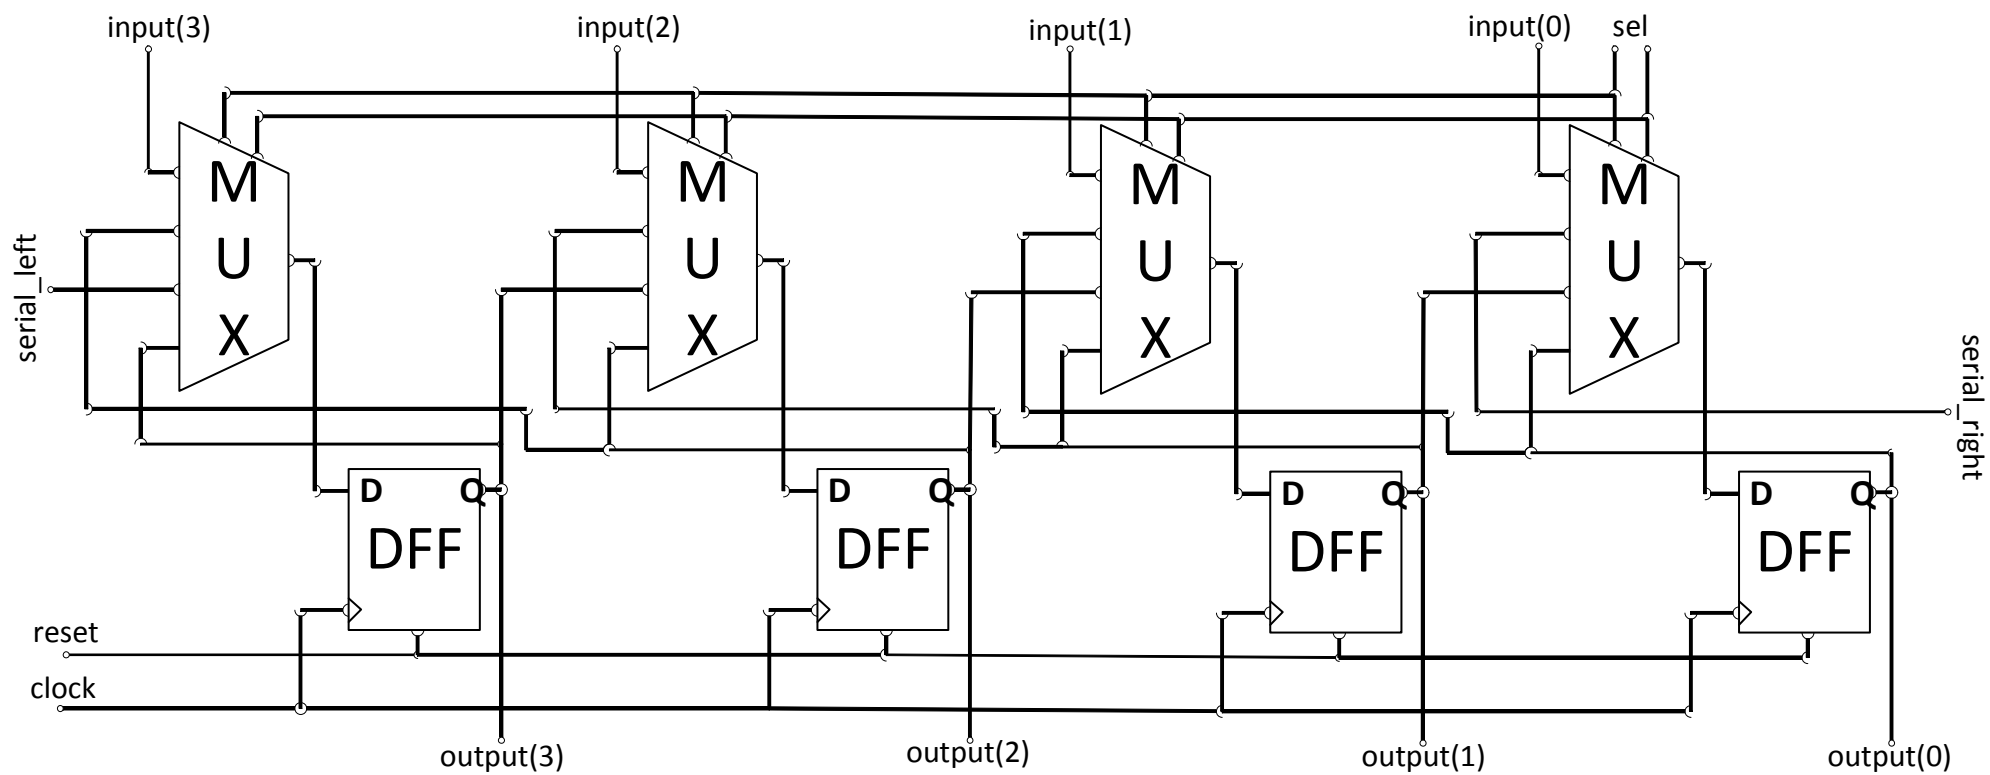 input(3)
input(2)
input(1)
input(0)
sel
M
U
X
M
U
X
M
U
X
M
U
X
serial_left
serial_right
D Q
DFF
D Q
DFF
D Q
DFF
D Q
DFF
reset
clock
output(3)
output(2)
output(1)
output(0)